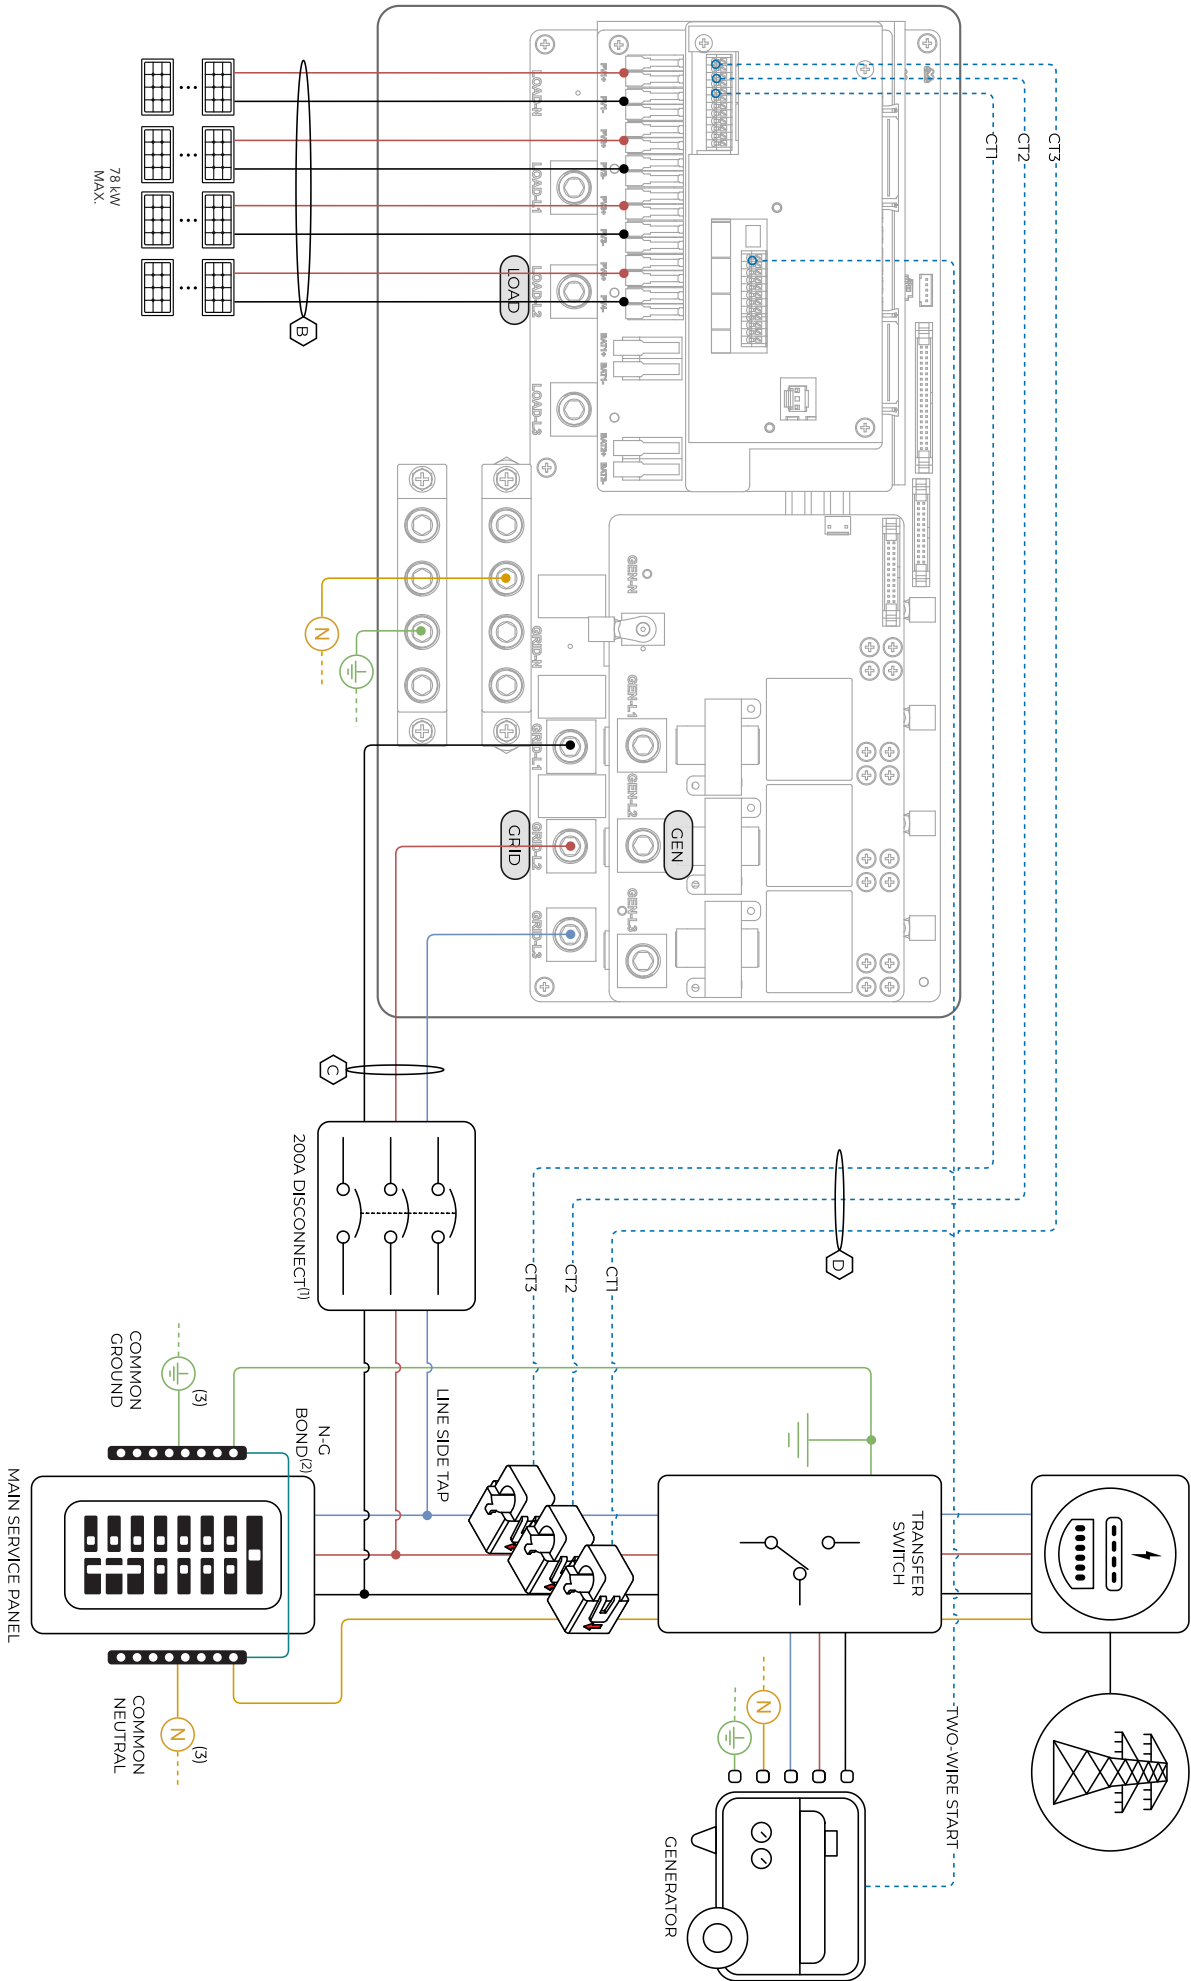 CT1
CT2
CT3
78 kW
MAX.
B
LOAD-N
LOAD-L1
LOAD-L2
LOAD-L3
LOAD
PV1+
PV1-
PV2+
PV2-
PV3+
PV3-
PV4+
PV4-
BAT1+
BAT1-
BAT2+
BAT2-
GEN-N
GEN-L1
GEN-L2
GEN-L3
GEN
GRID-N
GRID-L1
GRID-L2
GRID-L3
GRID
N
C
D
200A DISCONNECT(1)
CT3
CT2
CT1
LINE SIDE TAP
COMMON
GROUND
(3)
N-G
BOND(2)
MAIN SERVICE PANEL
COMMON
NEUTRAL
N
(3)
TRANSFER
SWITCH
N
TWO-WIRE START
GENERATOR